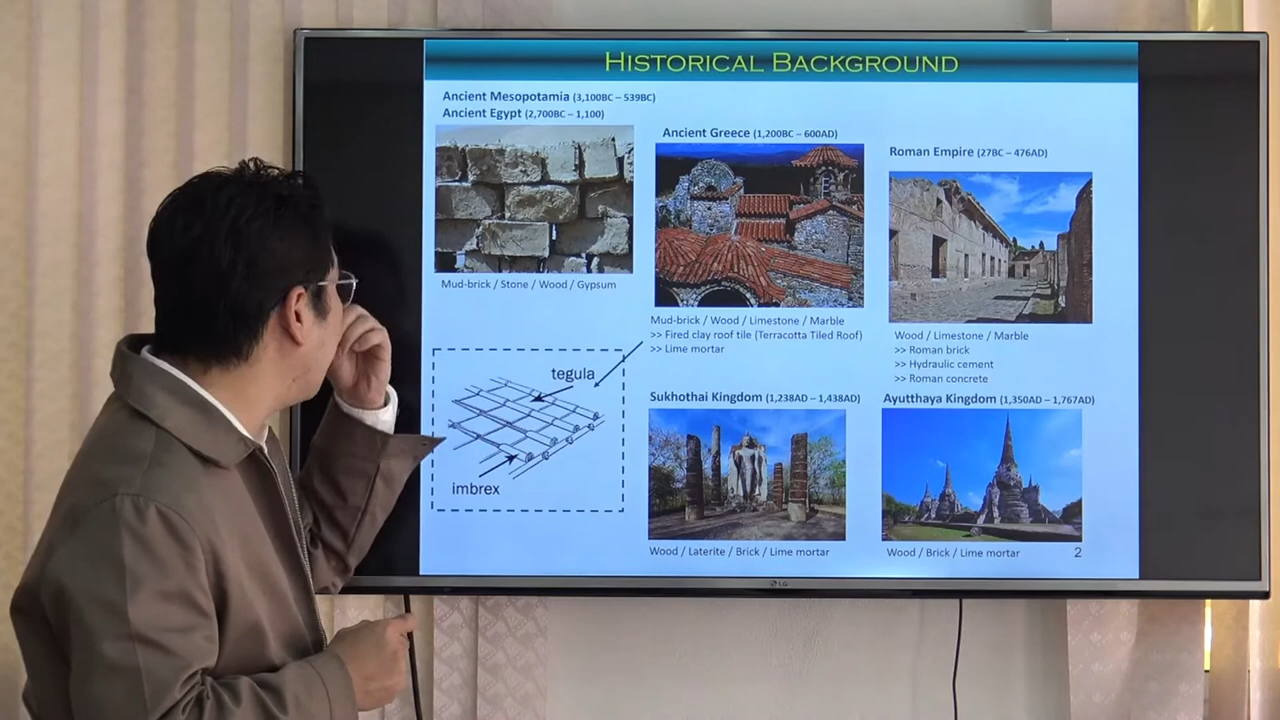 HISTORICAL BACKGROUND
Ancient Mesopotamia (3,100BC – 539BC)
Ancient Egypt (2,700BC – 1,100)
Mud-brick / Stone / Wood / Gypsum
Ancient Greece (1,200BC – 600AD)
Mud-brick / Wood / Limestone / Marble
>> Fired clay roof tile (Terracotta Tiled Roof)
>> Lime mortar
Roman Empire (27BC – 476AD)
Wood / Limestone / Marble
>> Roman brick
>> Hydraulic cement
>> Roman concrete
tegula
imbrex
Sukhothai Kingdom (1,238AD – 1,438AD)
Wood / Laterite / Brick / Lime mortar
Ayutthaya Kingdom (1,350AD – 1,767AD)
Wood / Brick / Lime mortar
2
LG